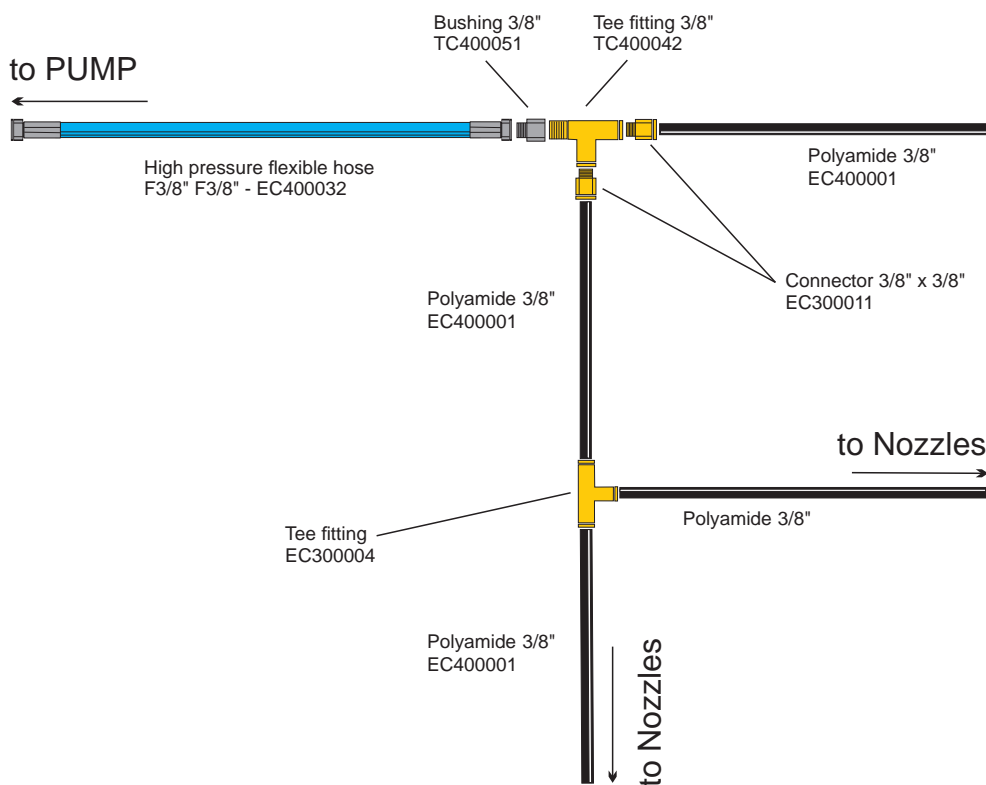 Bushing 3/8"
TC400051
Tee fitting 3/8"
TC400042
to PUMP
High pressure flexible hose
F3/8" F3/8" - EC400032
Polyamide 3/8"
EC400001
Connector 3/8" x 3/8"
EC300011
Polyamide 3/8"
EC400001
to Nozzles
Polyamide 3/8"
Tee fitting
EC300004
Polyamide 3/8"
EC400001
to Nozzles